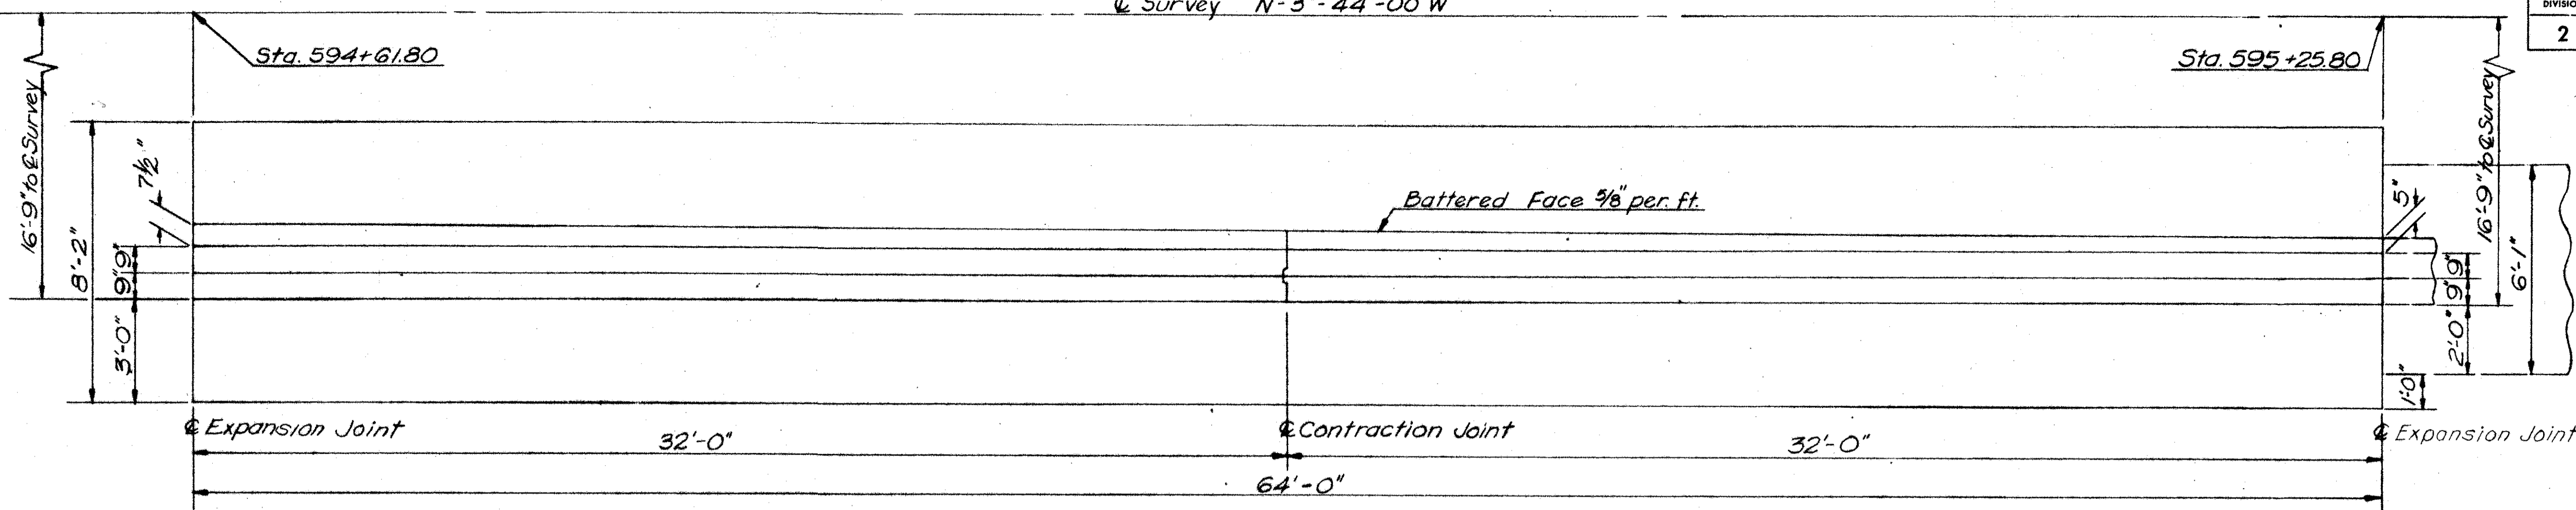 ℄ Survey N-3°-44'-00"W
DIVISIO
2
Sta. 594+61.80
Sta. 595+25.80
16'-9" to ℄ Survey
8'-2"
7½"
9" 9"
3'-0"
Battered Face 5/8" per. ft.
5"
16'-9" to ℄ Survey
6'-1"
9" 9"
2'-0"
1'-0"
℄ Expansion Joint
℄ Contraction Joint
℄ Expansion Joint
32'-0"
32'-0"
64'-0"